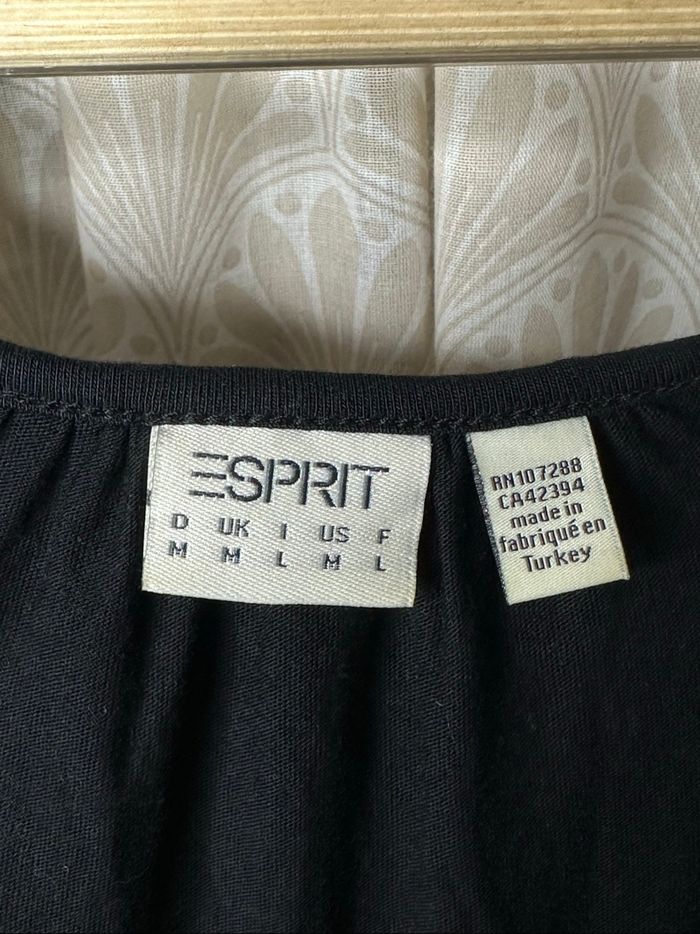 ESPRIT
D UK I US F
M M L M L
RN107288
CA42394
made in
fabriqué en
Turkey